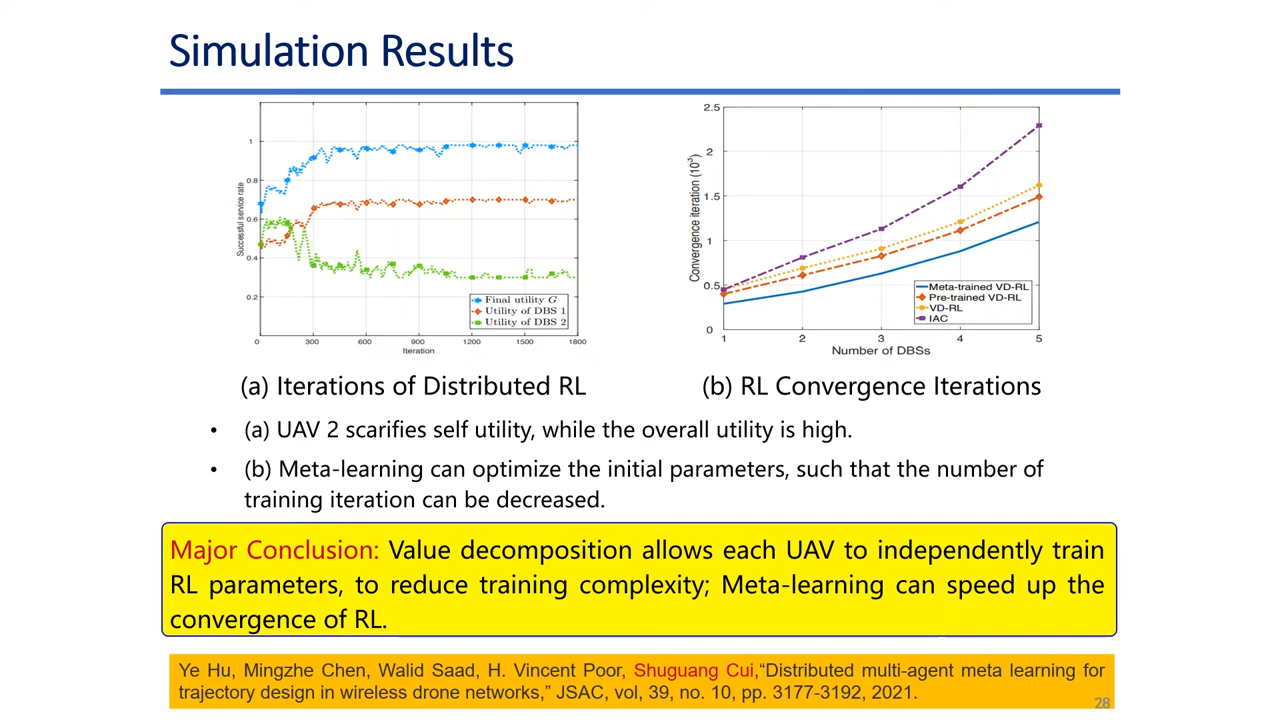 Simulation Results
Successful service rate
1
0.8
0.6
0.4
0.2
0 300 600 900 1200 1500 1800
Iteration
Final utility G
Utility of DBS 1
Utility of DBS 2
Convergence iteration (10³)
2.5
2
1.5
1
0.5
0
1 2 3 4 5
Number of DBSs
Meta-trained VD-RL
Pre-trained VD-RL
VD-RL
IAC
(a) Iterations of Distributed RL
(b) RL Convergence Iterations
• (a) UAV 2 scarifies self utility, while the overall utility is high.
• (b) Meta-learning can optimize the initial parameters, such that the number of
training iteration can be decreased.
Major Conclusion: Value decomposition allows each UAV to independently train
RL parameters, to reduce training complexity; Meta-learning can speed up the
convergence of RL.
Ye Hu, Mingzhe Chen, Walid Saad, H. Vincent Poor, Shuguang Cui,“Distributed multi-agent meta learning for
trajectory design in wireless drone networks,” JSAC, vol, 39, no. 10, pp. 3177-3192, 2021.
28